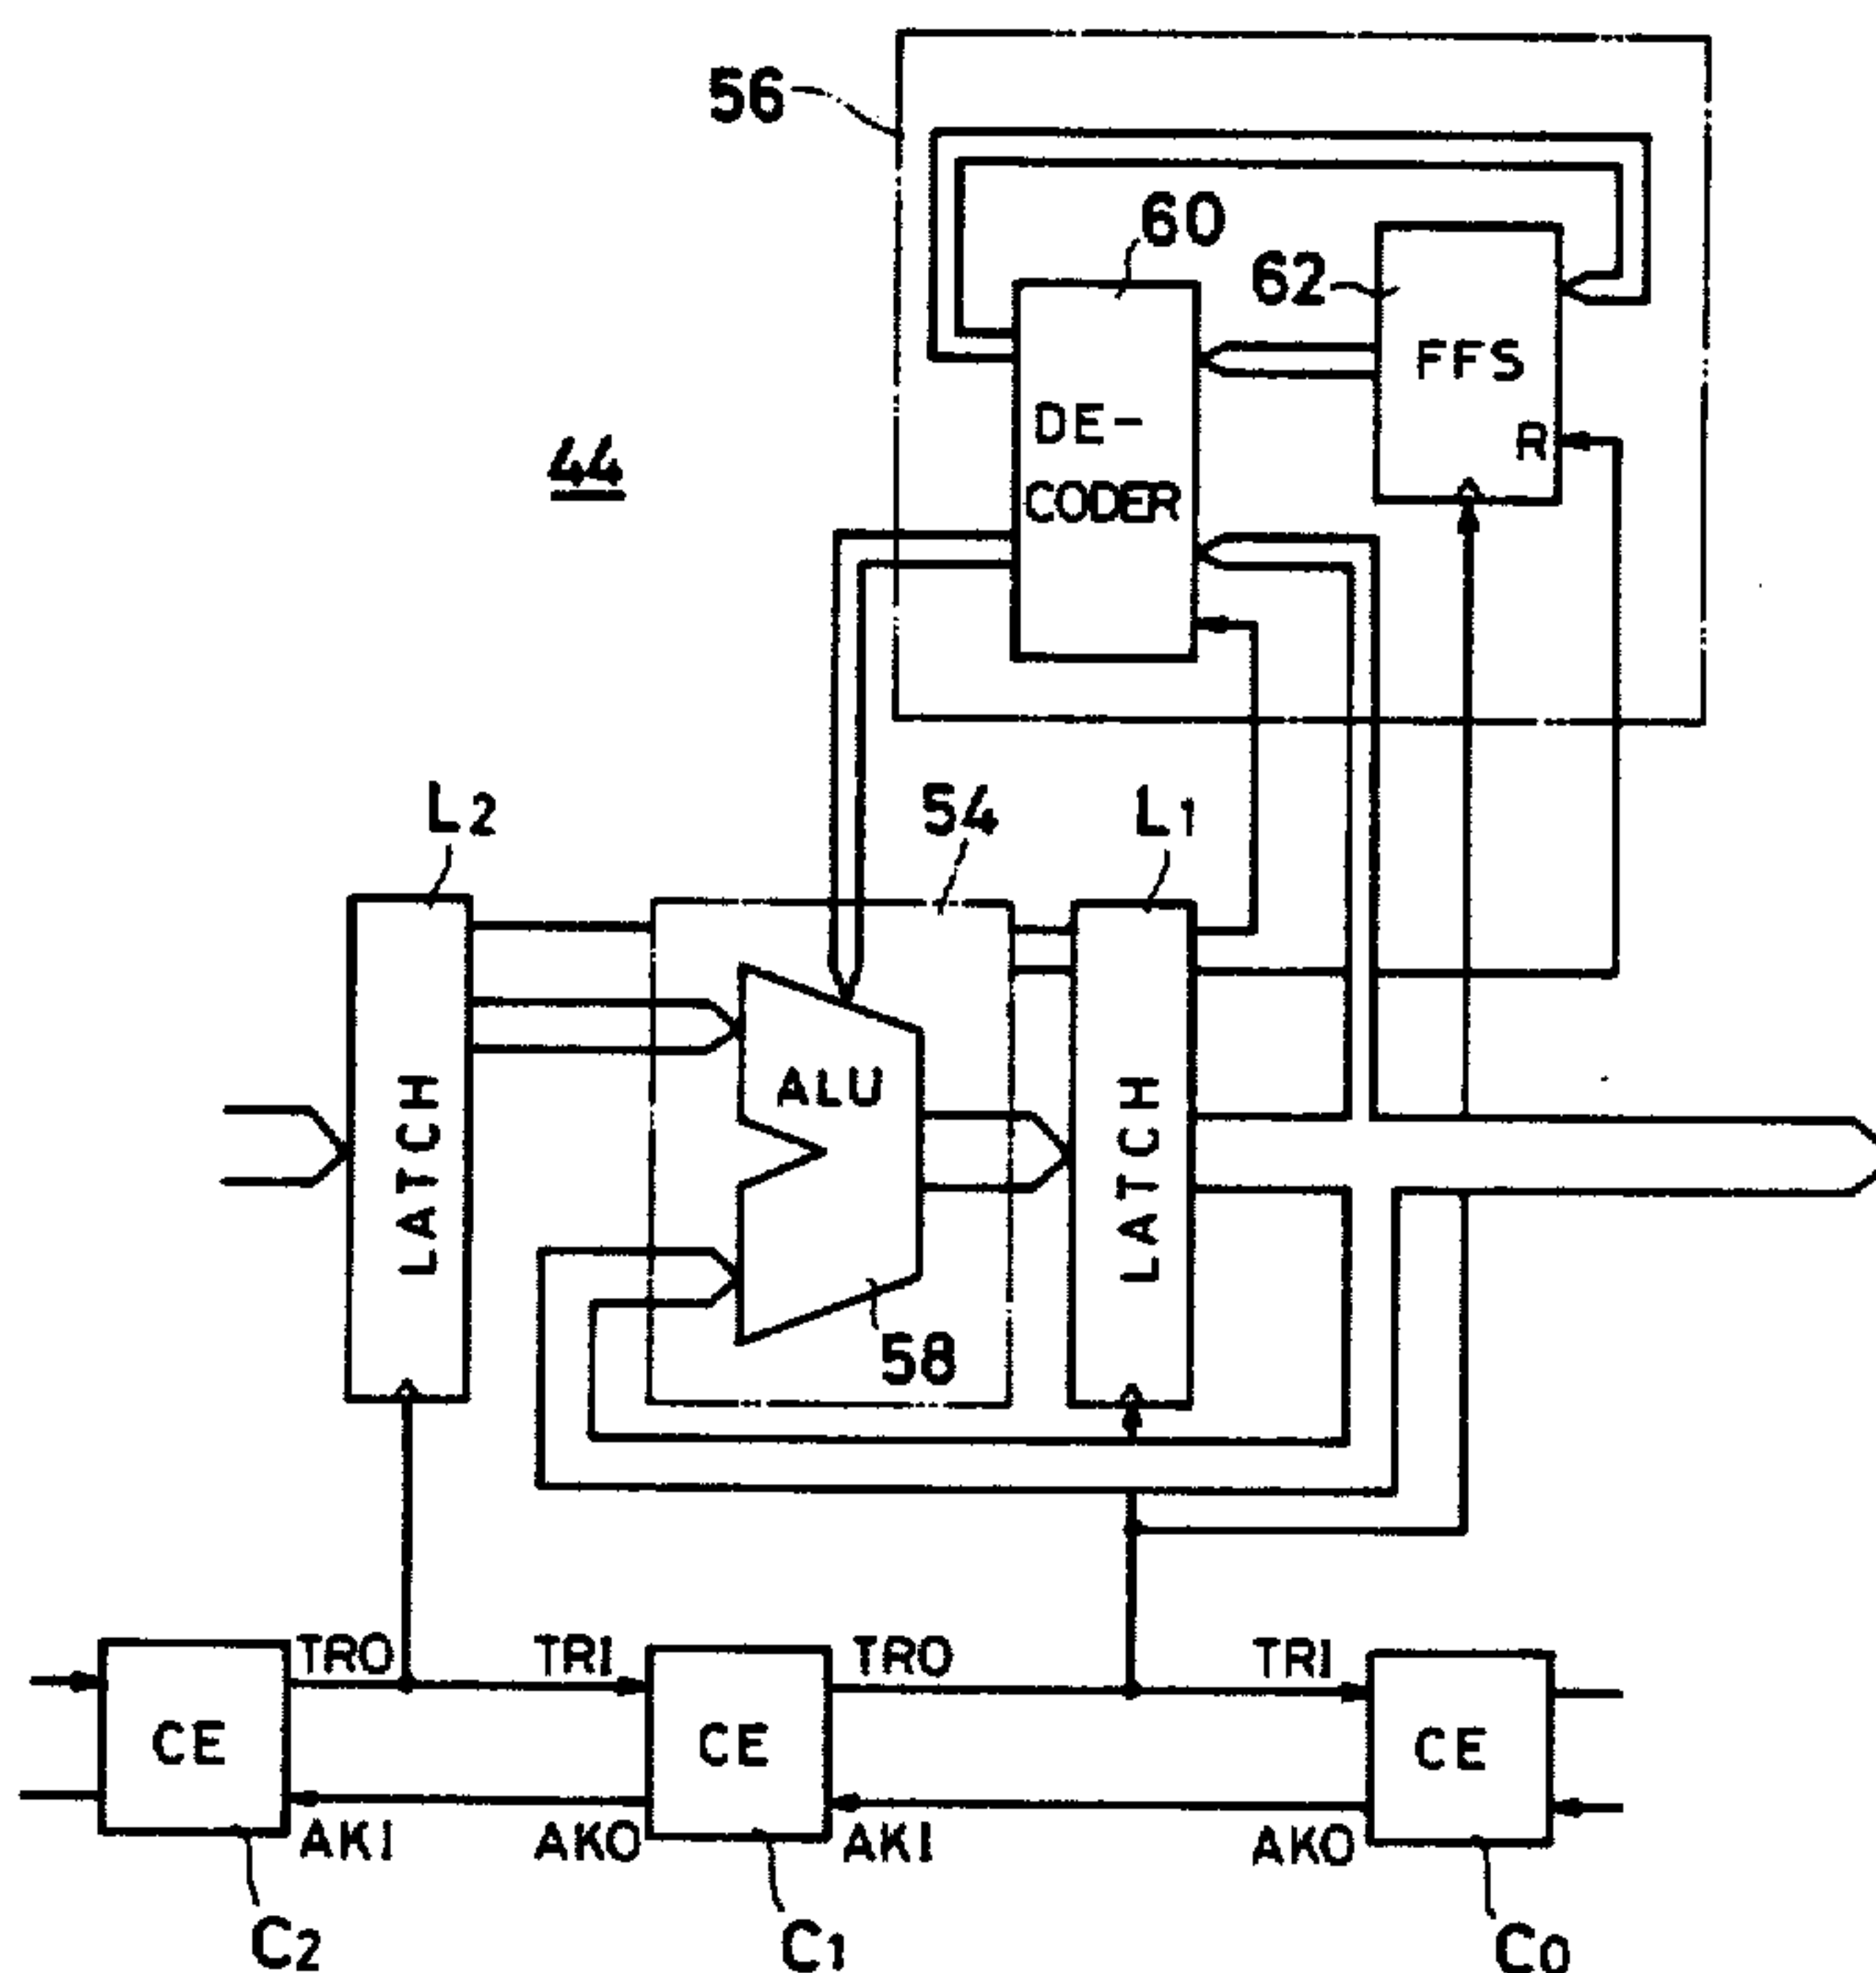 56
60
62
FFS
DE-
CODER
R
44
L2
54
L1
LATCH
ALU
LATCH
58
TRO
TRI
TRO
TRI
CE
CE
CE
AKI
AKO
AKI
AKO
C2
C1
C0